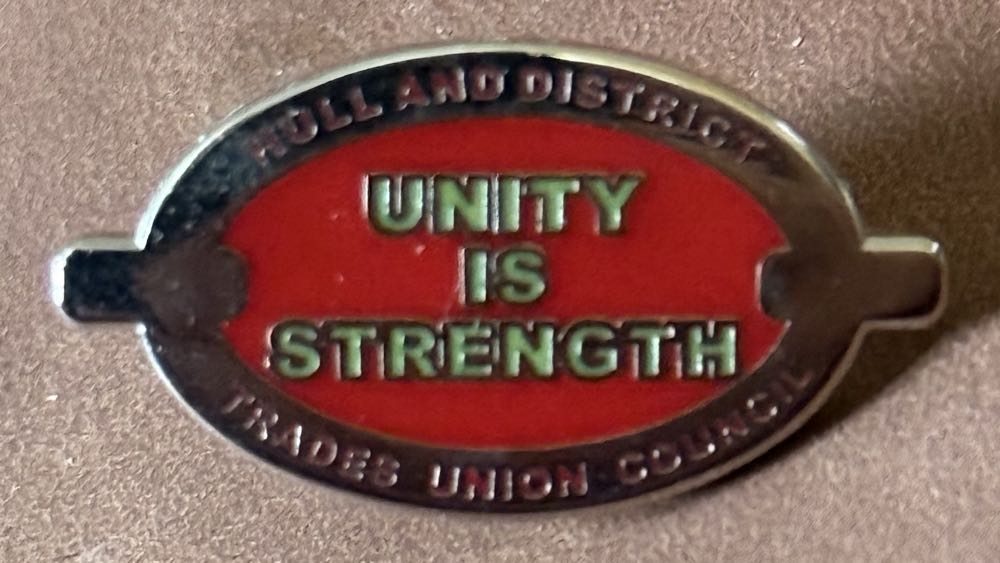 HULL AND DISTRICT
UNITY
IS
STRENGTH
TRADES UNION COUNCIL